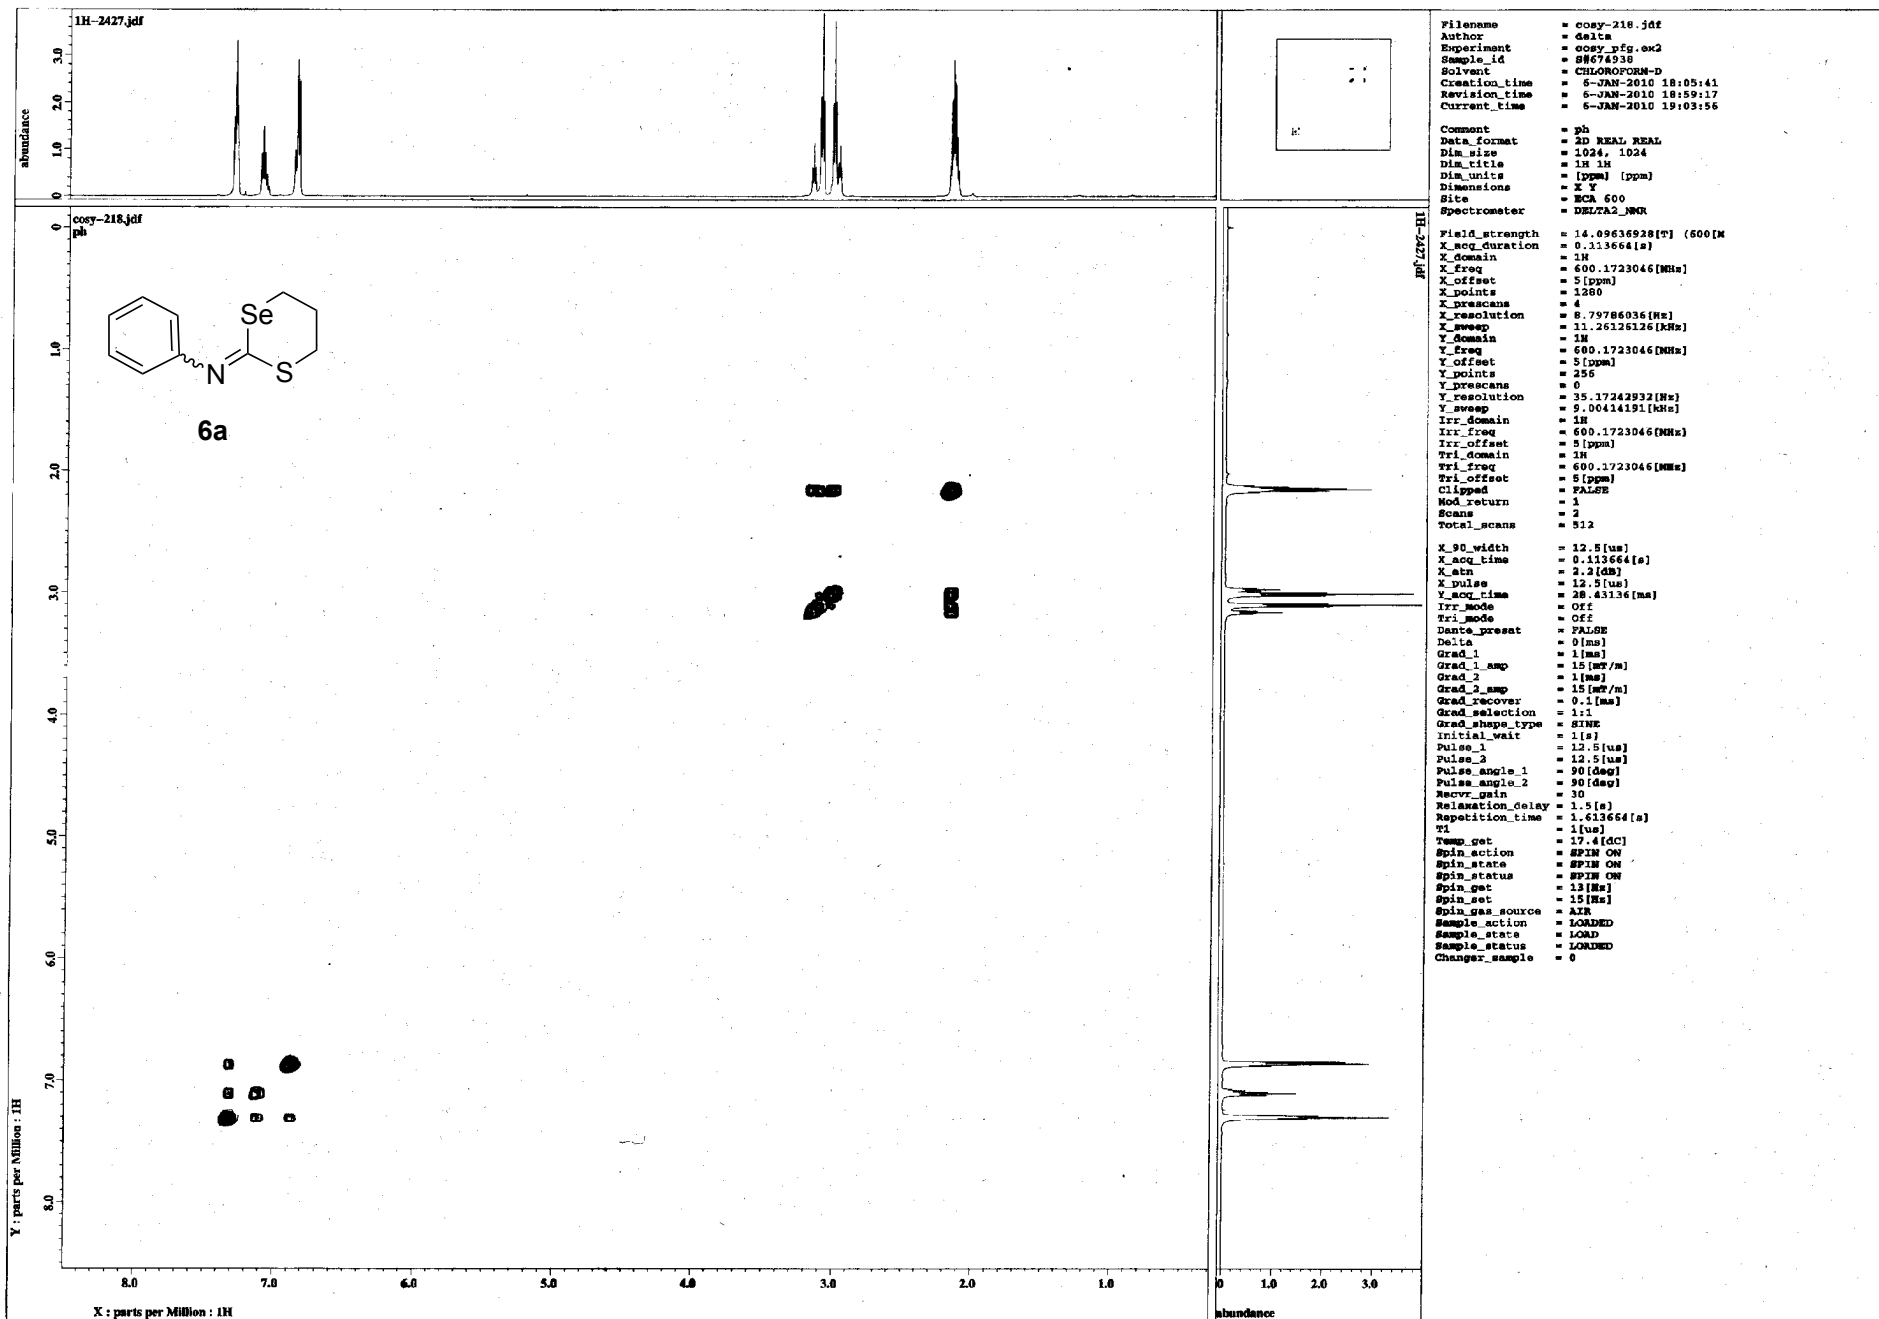 1H-2427.jdf
abundance
3.0
2.0
1.0
0
cosy-218.jdf
ph
Se
N
S
6a
0
1.0
2.0
3.0
4.0
5.0
6.0
7.0
8.0
Y : parts per Million : 1H
8.0 7.0 6.0 5.0 4.0 3.0 2.0 1.0
X : parts per Million : 1H
1H-2427.jdf
0 1.0 2.0 3.0
abundance
Filename = cosy-218.jdf
Author = delta
Experiment = cosy_pfg.ex2
Sample_id = S#674938
Solvent = CHLOROFORM-D
Creation_time = 6-JAN-2010 18:05:41
Revision_time = 6-JAN-2010 18:59:17
Current_time = 6-JAN-2010 19:03:56
Comment = ph
Data_format = 2D REAL REAL
Dim_size = 1024, 1024
Dim_title = 1H 1H
Dim_units = [ppm] [ppm]
Dimensions = X Y
Site = ECA 600
Spectrometer = DELTA2_NMR
Field_strength = 14.09636928[T] (600[M
X_acq_duration = 0.113664[s]
X_domain = 1H
X_freq = 600.1723046[MHz]
X_offset = 5[ppm]
X_points = 1280
X_prescans = 4
X_resolution = 8.79786036[Hz]
X_sweep = 11.26126126[kHz]
Y_domain = 1H
Y_freq = 600.1723046[MHz]
Y_offset = 5[ppm]
Y_points = 256
Y_prescans = 0
Y_resolution = 35.17242932[Hz]
Y_sweep = 9.00414191[kHz]
Irr_domain = 1H
Irr_freq = 600.1723046[MHz]
Irr_offset = 5[ppm]
Tri_domain = 1H
Tri_freq = 600.1723046[MHz]
Tri_offset = 5[ppm]
Clipped = FALSE
Mod_return = 1
Scans = 2
Total_scans = 512
X_90_width = 12.5[us]
X_acq_time = 0.113664[s]
X_atn = 2.2[dB]
X_pulse = 12.5[us]
Y_acq_time = 28.43136[ms]
Irr_mode = Off
Tri_mode = Off
Dante_presat = FALSE
Delta = 0[ms]
Grad_1 = 1[ms]
Grad_1_amp = 15[mT/m]
Grad_2 = 1[ms]
Grad_2_amp = 15[mT/m]
Grad_recover = 0.1[ms]
Grad_selection = 1:1
Grad_shape_type = SINE
Initial_wait = 1[s]
Pulse_1 = 12.5[us]
Pulse_2 = 12.5[us]
Pulse_angle_1 = 90[deg]
Pulse_angle_2 = 90[deg]
Recvr_gain = 30
Relaxation_delay = 1.5[s]
Repetition_time = 1.613664[s]
T1 = 1[us]
Temp_get = 17.4[dC]
Spin_action = SPIN ON
Spin_state = SPIN ON
Spin_status = SPIN ON
Spin_get = 13[Hz]
Spin_set = 15[Hz]
Spin_gas_source = AIR
Sample_action = LOADED
Sample_state = LOAD
Sample_status = LOADED
Changer_sample = 0